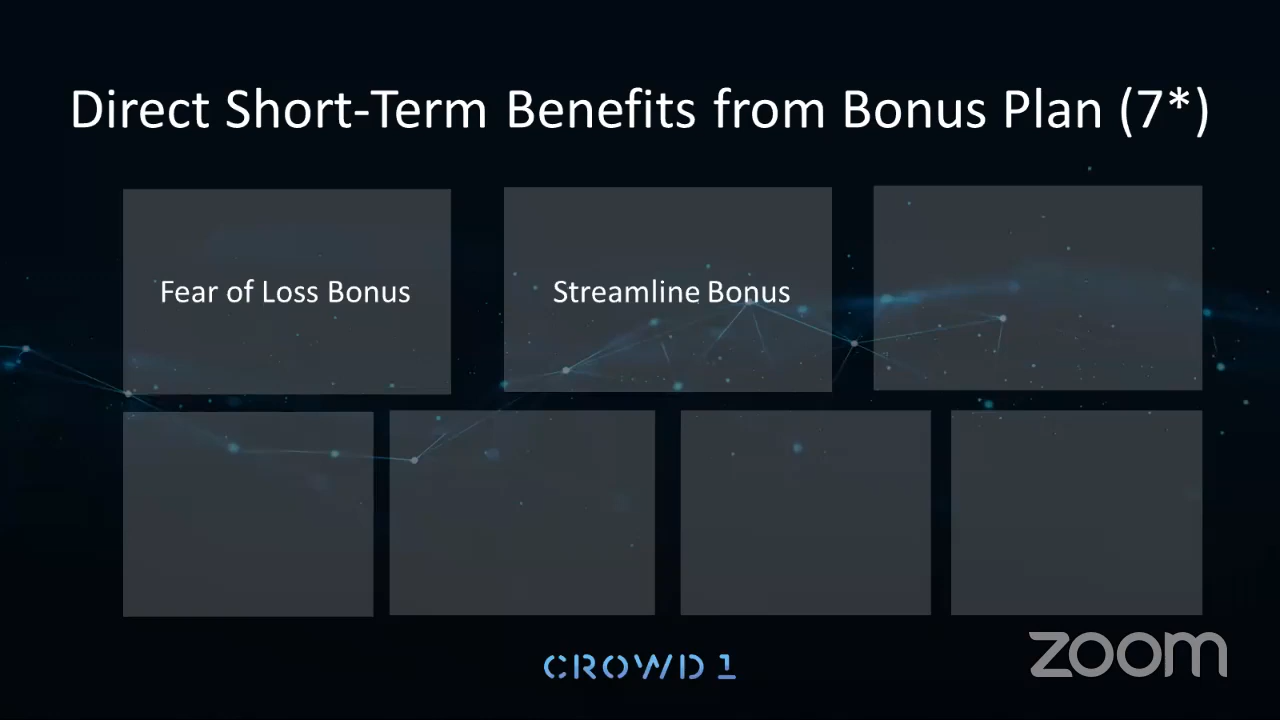 Direct Short-Term Benefits from Bonus Plan (7*)
Fear of Loss Bonus
Streamline Bonus
CROWD 1
zoom